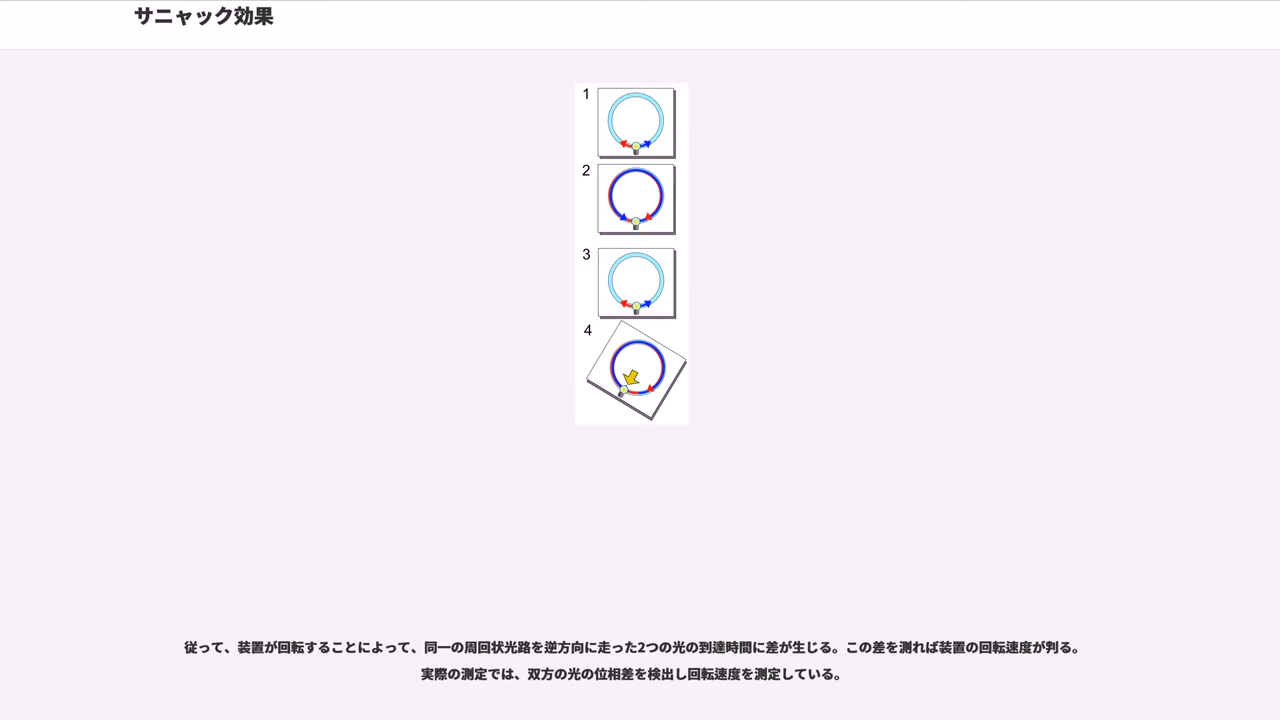 サニャック効果
1
2
3
4
従って、装置が回転することによって、同一の周回状光路を逆方向に走った2つの光の到達時間に差が生じる。この差を測れば装置の回転速度が判る。
実際の測定では、双方の光の位相差を検出し回転速度を測定している。